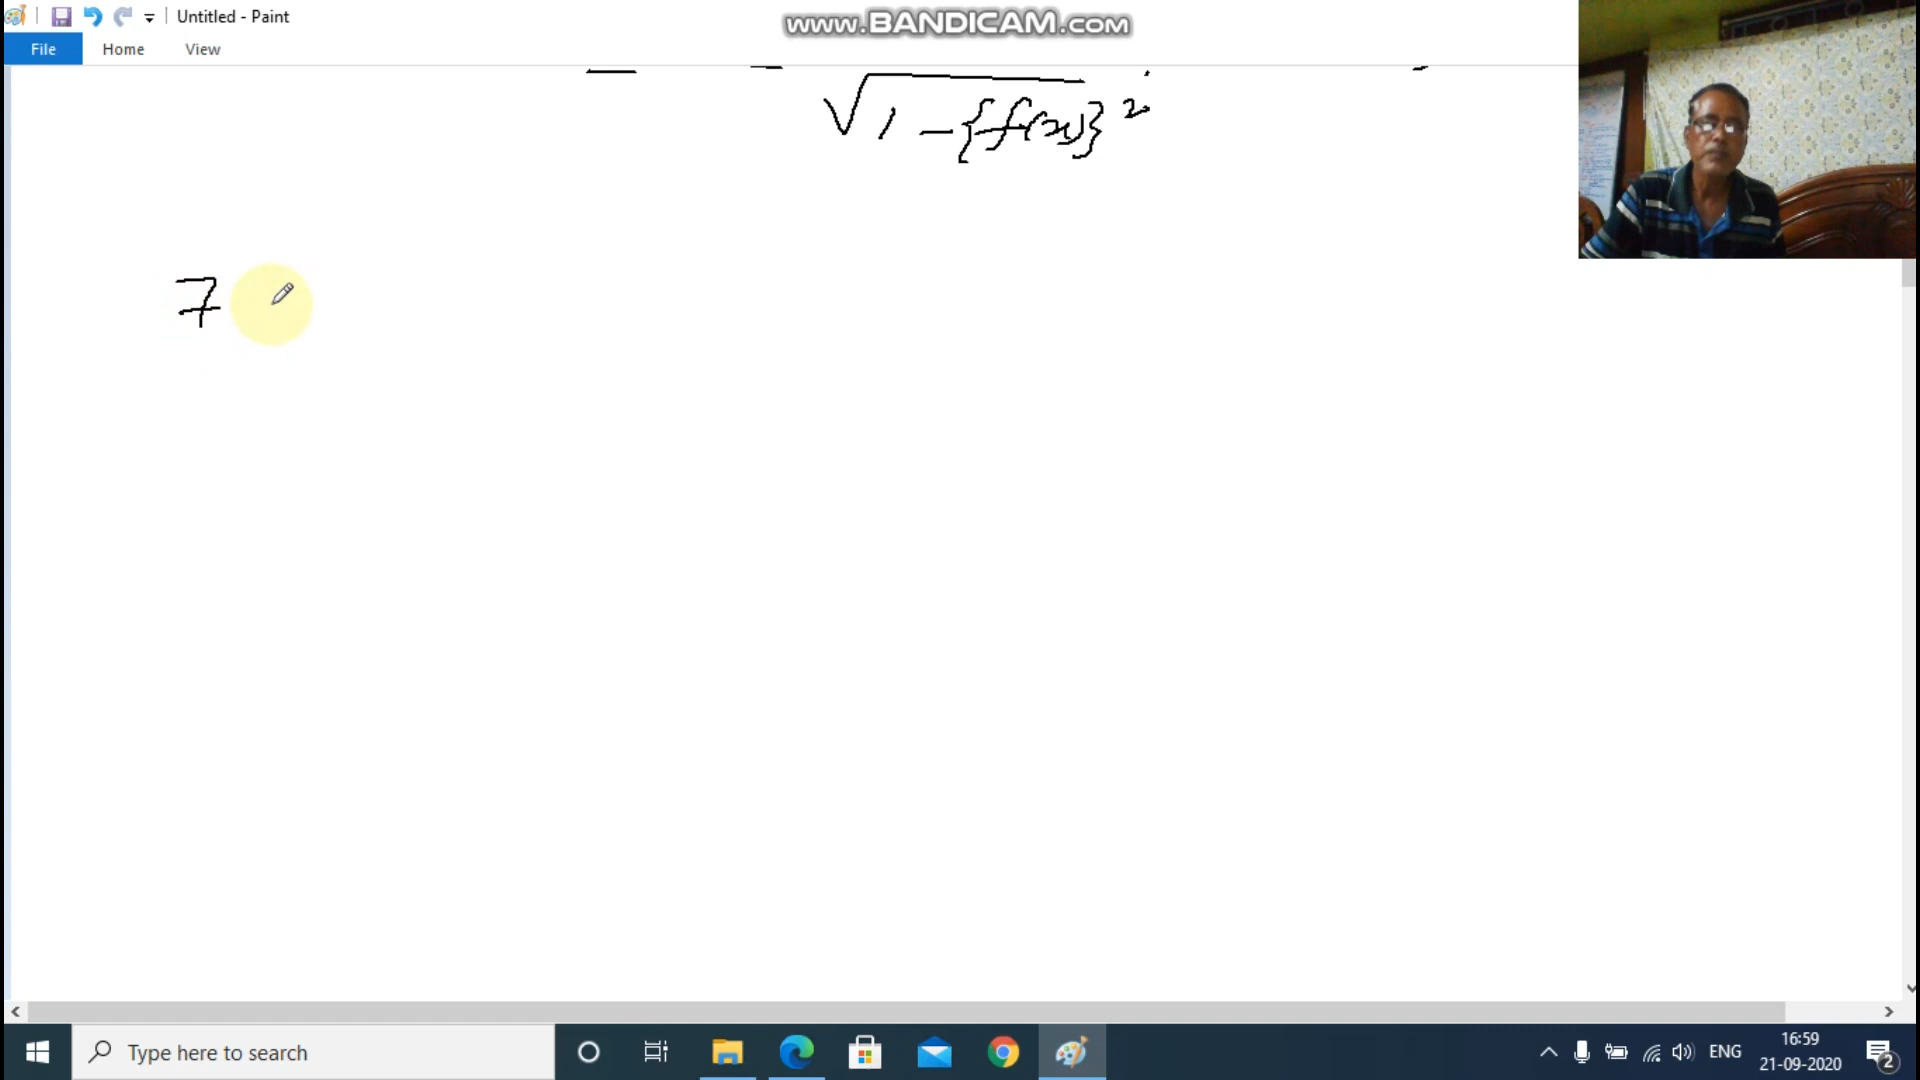 Untitled - Paint
www.BANDICAM.com
File Home View
√1 - {f(x)}²
7
Type here to search
ENG
16:59
21-09-2020
2